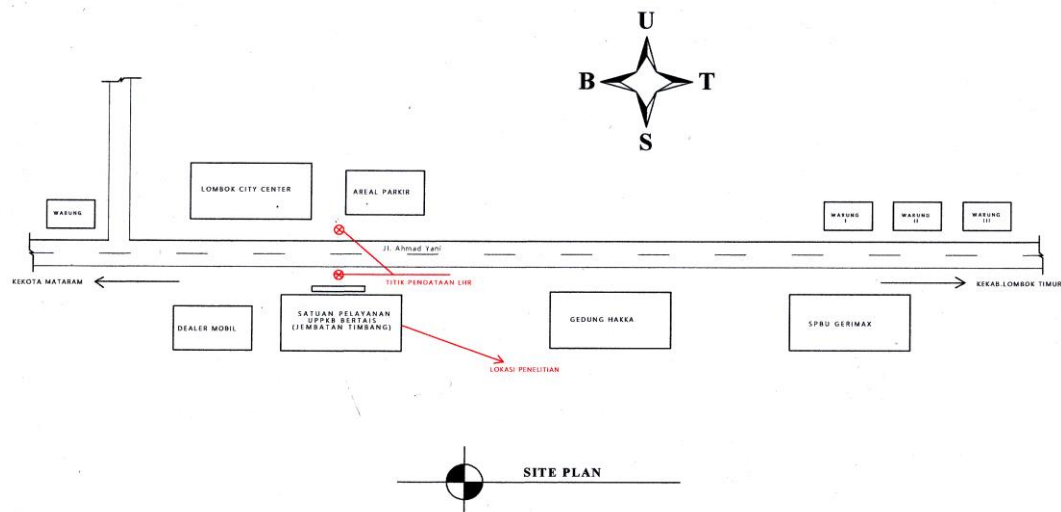 U
B T
S
LOMBOK CITY CENTER
AREAL PARKIR
WARUNG
WARUNG
I
WARUNG
II
WARUNG
III
Jl. Ahmad Yani
KEKOTA MATARAM
TITIK PENDATAAN LHR
KEKAB.LOMBOK TIMUR
DEALER MOBIL
SATUAN PELAYANAN
UPPKB BERTAIS
(JEMBATAN TIMBANG)
GEDUNG HAKKA
SPBU GERIMAX
LOKASI PENELITIAN
SITE PLAN